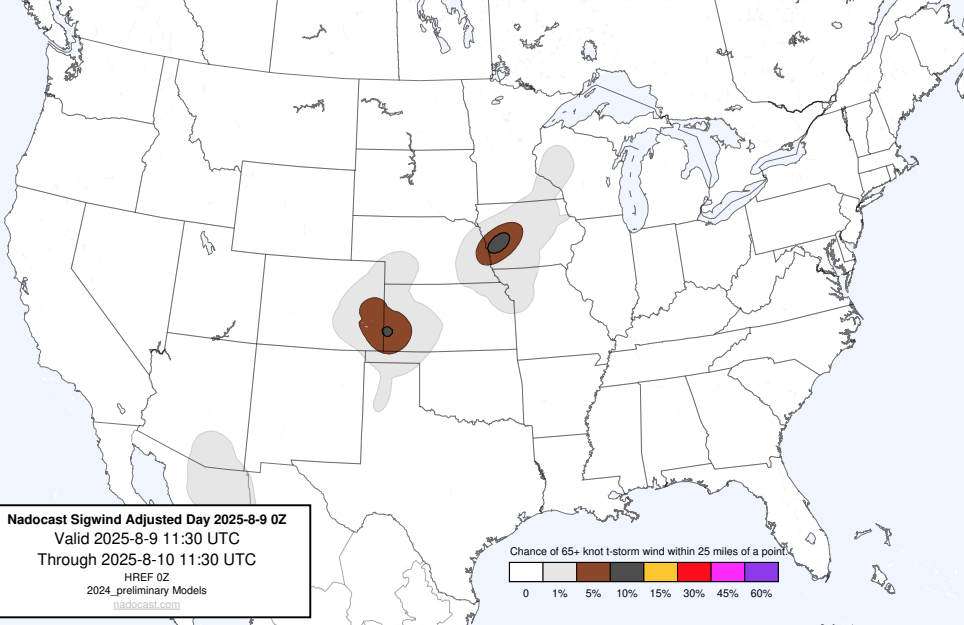 Nadocast Sigwind Adjusted Day 2025-8-9 0Z
Valid 2025-8-9 11:30 UTC
Through 2025-8-10 11:30 UTC
HREF 0Z
2024_preliminary Models
nadocast.com
Chance of 65+ knot t-storm wind within 25 miles of a point.
0 1% 5% 10% 15% 30% 45% 60%